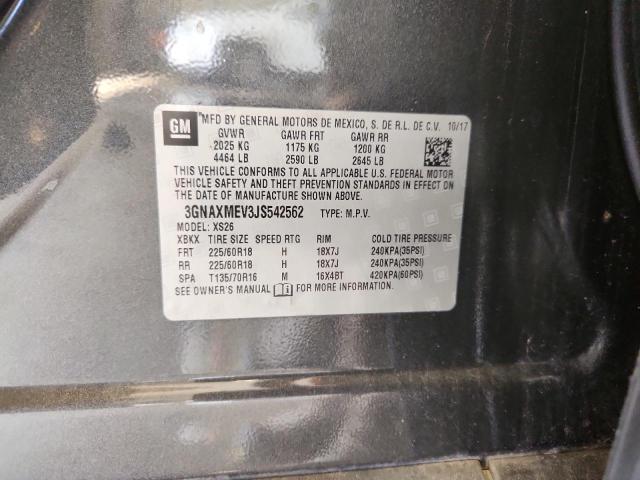 GM
MFD BY GENERAL MOTORS DE MEXICO, S. DE R.L. DE C.V. 10/17
GVWR GAWR FRT GAWR RR
2025 KG 1175 KG 1200 KG
4464 LB 2590 LB 2645 LB
THIS VEHICLE CONFORMS TO ALL APPLICABLE U.S. FEDERAL MOTOR
VEHICLE SAFETY AND THEFT PREVENTION STANDARDS IN EFFECT ON
THE DATE OF MANUFACTURE SHOWN ABOVE.
3GNAXMEV3JS542562 TYPE: M.P.V.
MODEL: XS26
XBKX TIRE SIZE SPEED RTG RIM COLD TIRE PRESSURE
FRT 225/60R18 H 18X7J 240KPA(35PSI)
RR 225/60R18 H 18X7J 240KPA(35PSI)
SPA T135/70R16 M 16X4BT 420KPA(60PSI)
SEE OWNER'S MANUAL FOR MORE INFORMATION.